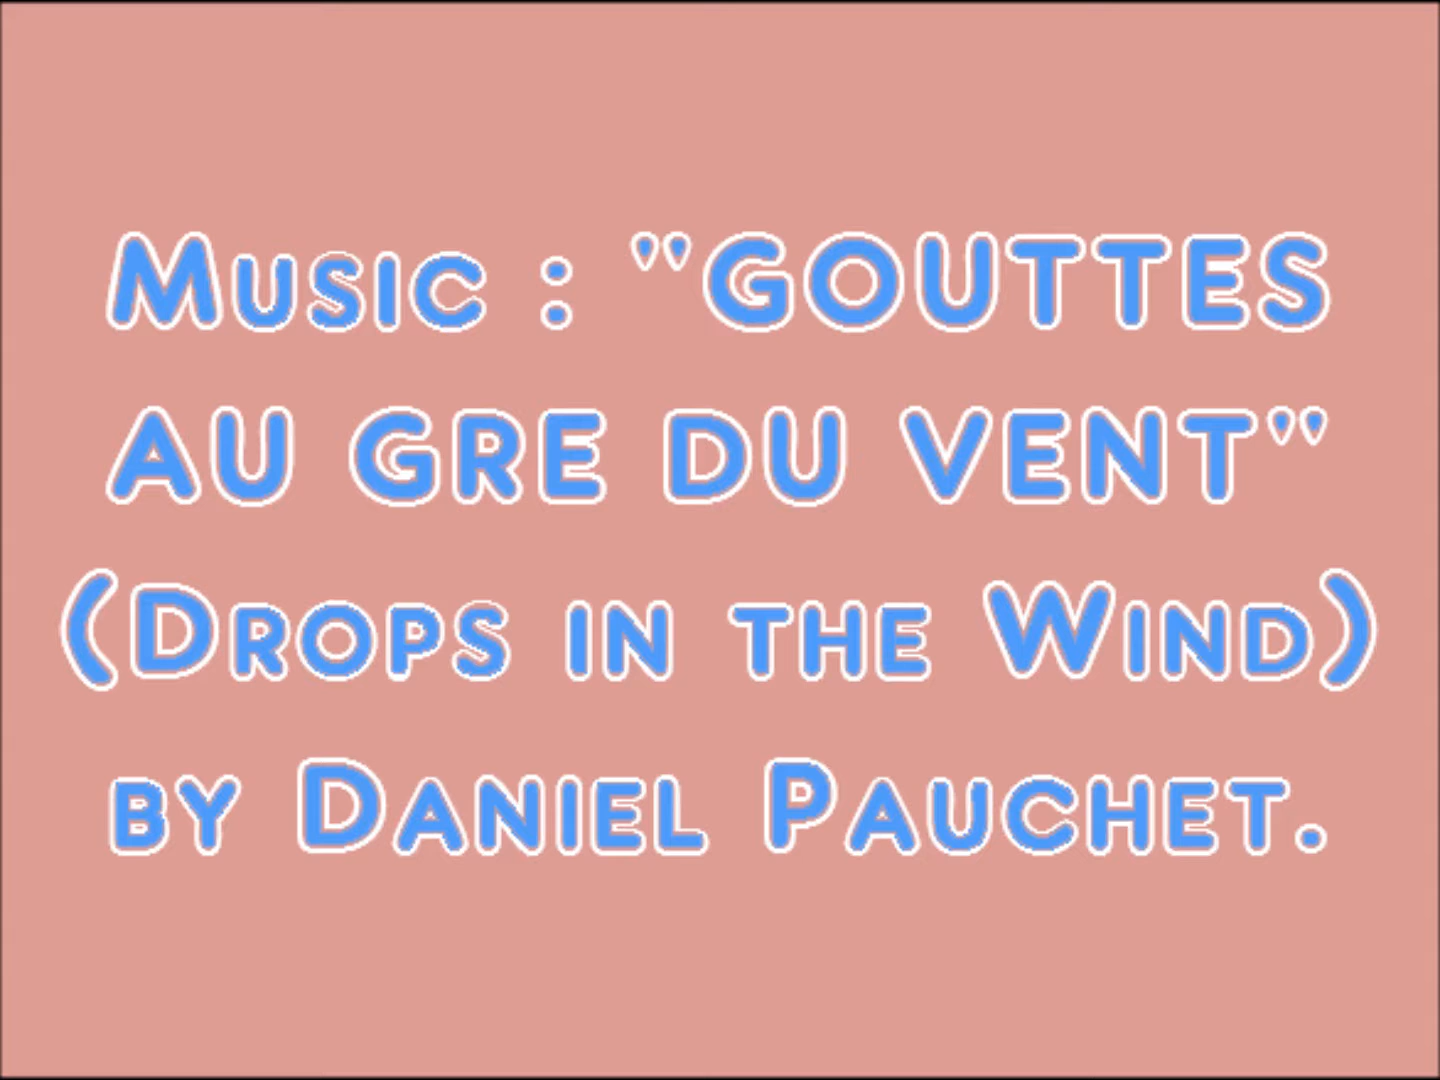 Music : "GOUTTES
AU GRE DU VENT"
(Drops in the Wind)
by Daniel Pauchet.